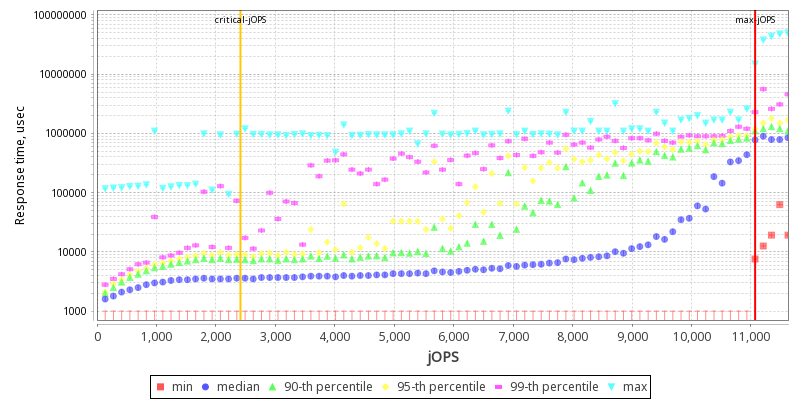 critical-jOPS
max-jOPS
Response time, usec
100000000
10000000
1000000
100000
10000
1000
0 1,000 2,000 3,000 4,000 5,000 6,000 7,000 8,000 9,000 10,000 11,000
jOPS
min median 90-th percentile 95-th percentile 99-th percentile max